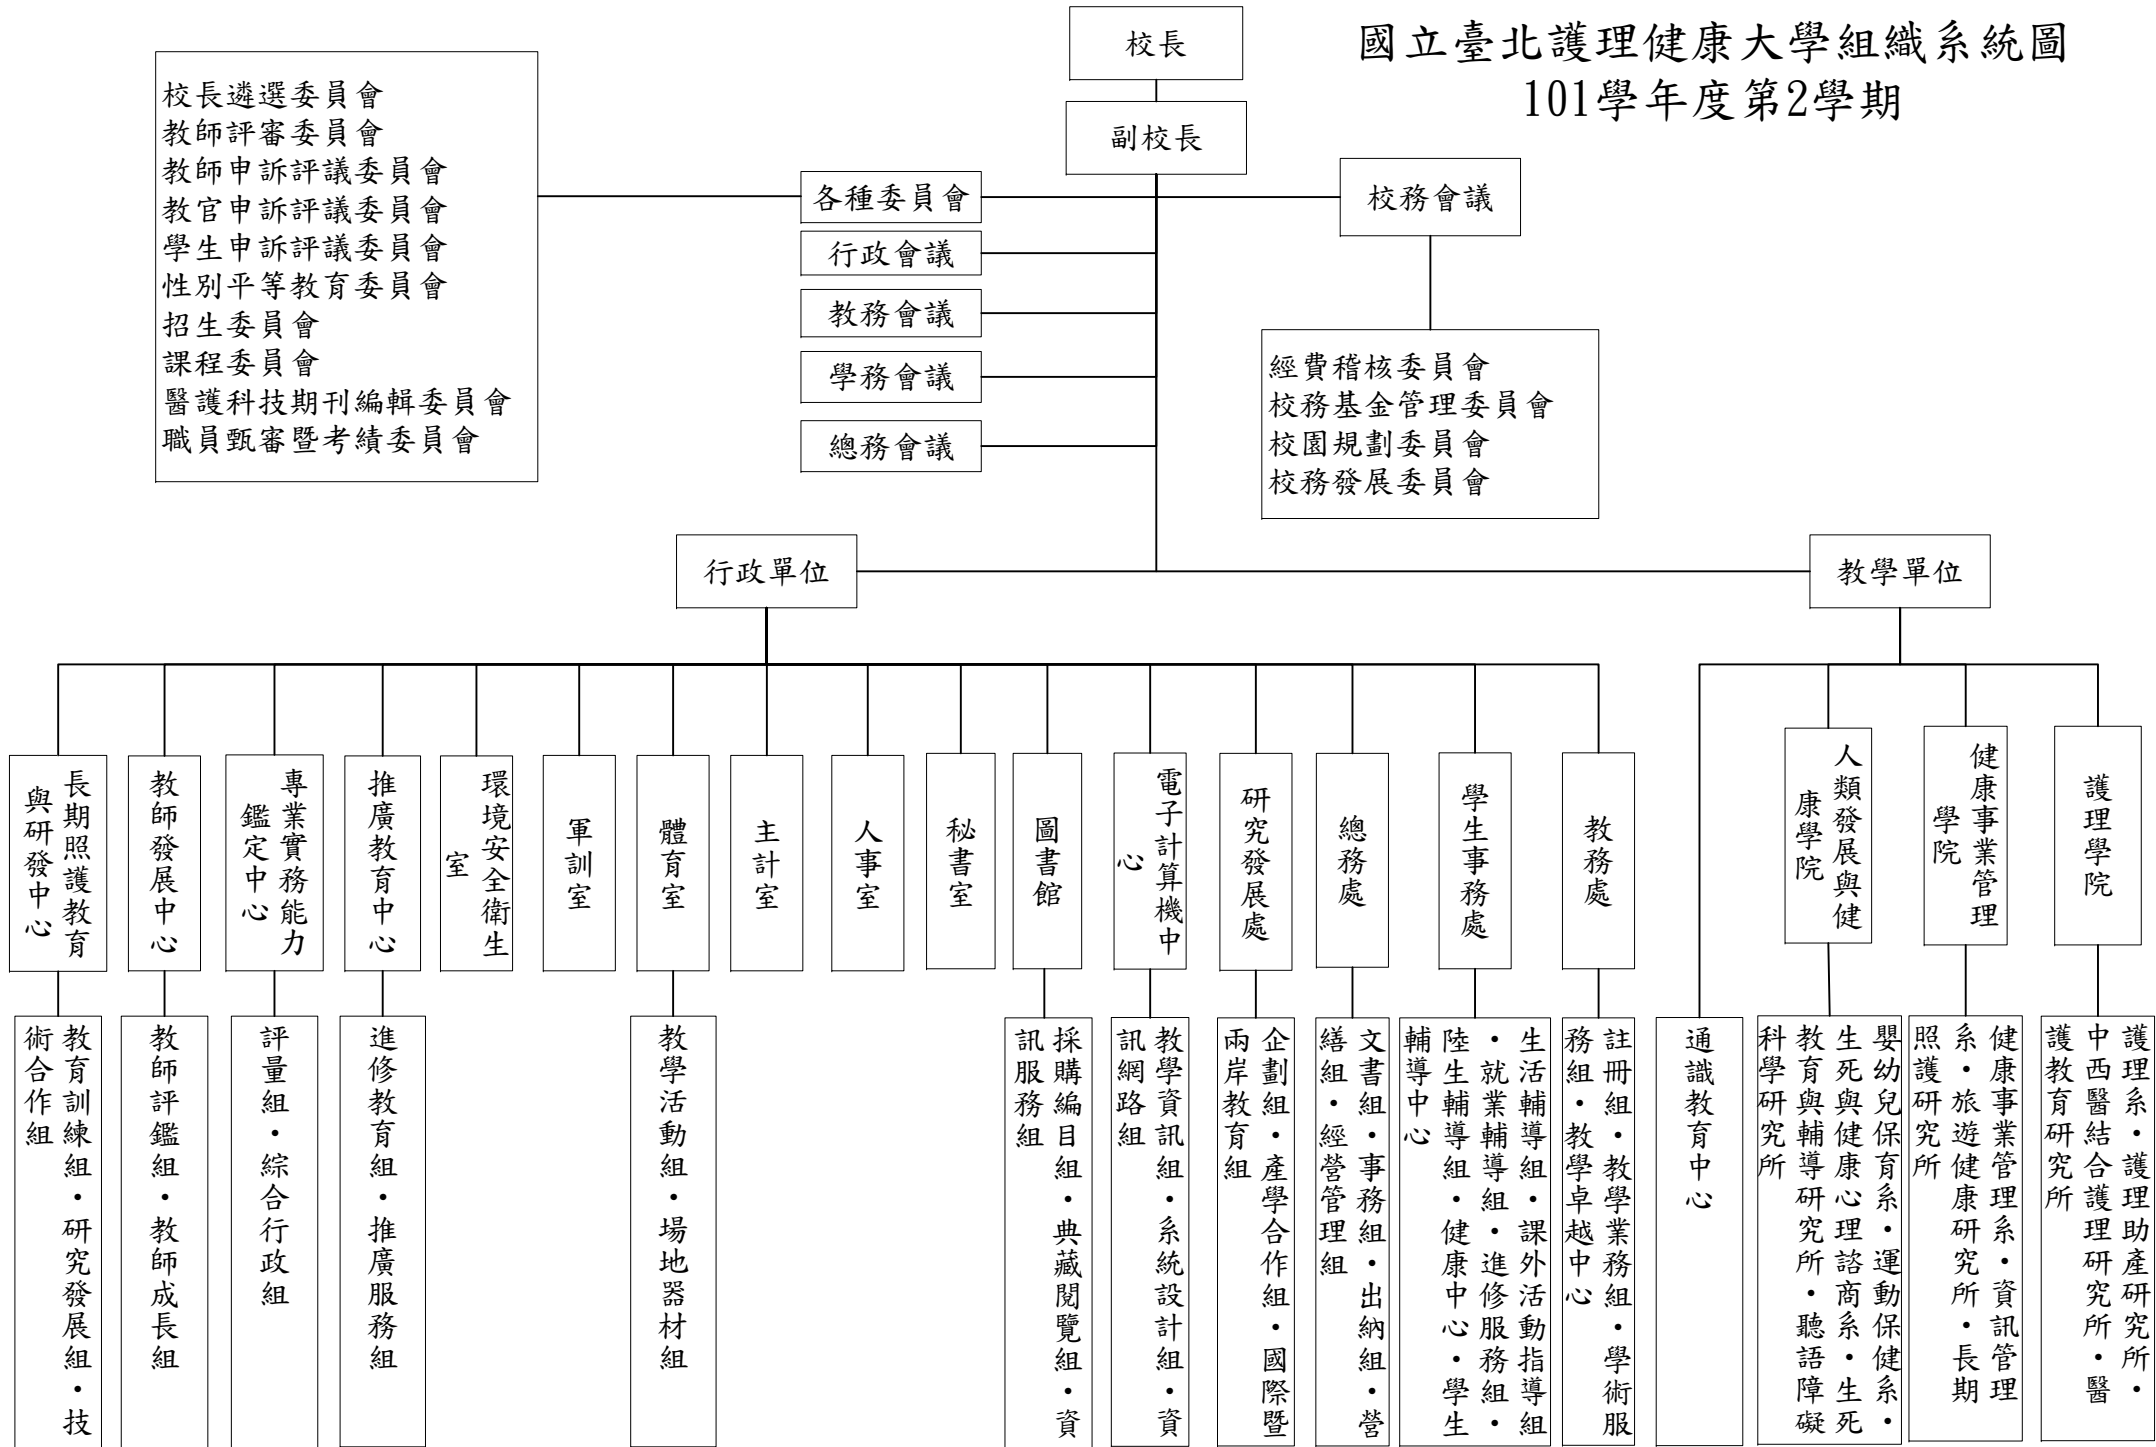 國立臺北護理健康大學組織系統圖
101學年度第2學期
校長
副校長
校長遴選委員會
教師評審委員會
教師申訴評議委員會
教官申訴評議委員會
學生申訴評議委員會
性別平等教育委員會
招生委員會
課程委員會
醫護科技期刊編輯委員會
職員甄審暨考績委員會
各種委員會
行政會議
教務會議
學務會議
總務會議
校務會議
經費稽核委員會
校務基金管理委員會
校園規劃委員會
校務發展委員會
行政單位
教學單位
長期照護教育
與研發中心
教師發展中心
專業實務能力
鑑定中心
推廣教育中心
環境安全衛生
室
軍訓室
體育室
主計室
人事室
秘書室
圖書館
電子計算機中
心
研究發展處
總務處
學生事務處
教務處
人類發展與健
康學院
健康事業管理
學院
護理學院
教育訓練組・研究發展組・技
術合作組
教師評鑑組・教師成長組
評量組・綜合行政組
進修教育組・推廣服務組
教學活動組・場地器材組
採購編目組・典藏閱覽組・資
訊服務組
教學資訊組・系統設計組・資
訊網路組
企劃組・產學合作組・國際暨
兩岸教育組
文書組・事務組・出納組・營
繕組・經營管理組
生活輔導組・課外活動指導組
・就業輔導組・進修服務組・
陸生輔導組・健康中心・學生
輔導中心
註冊組・教學業務組・學術服
務組・教學卓越中心
通識教育中心
嬰幼兒保育系・運動保健系・
生死與健康心理諮商系・生死
教育與輔導研究所・聽語障礙
科學研究所
健康事業管理系・資訊管理
系・旅遊健康研究所・長期
照護研究所
護理系・護理助產研究所・
中西醫結合護理研究所・醫
護教育研究所